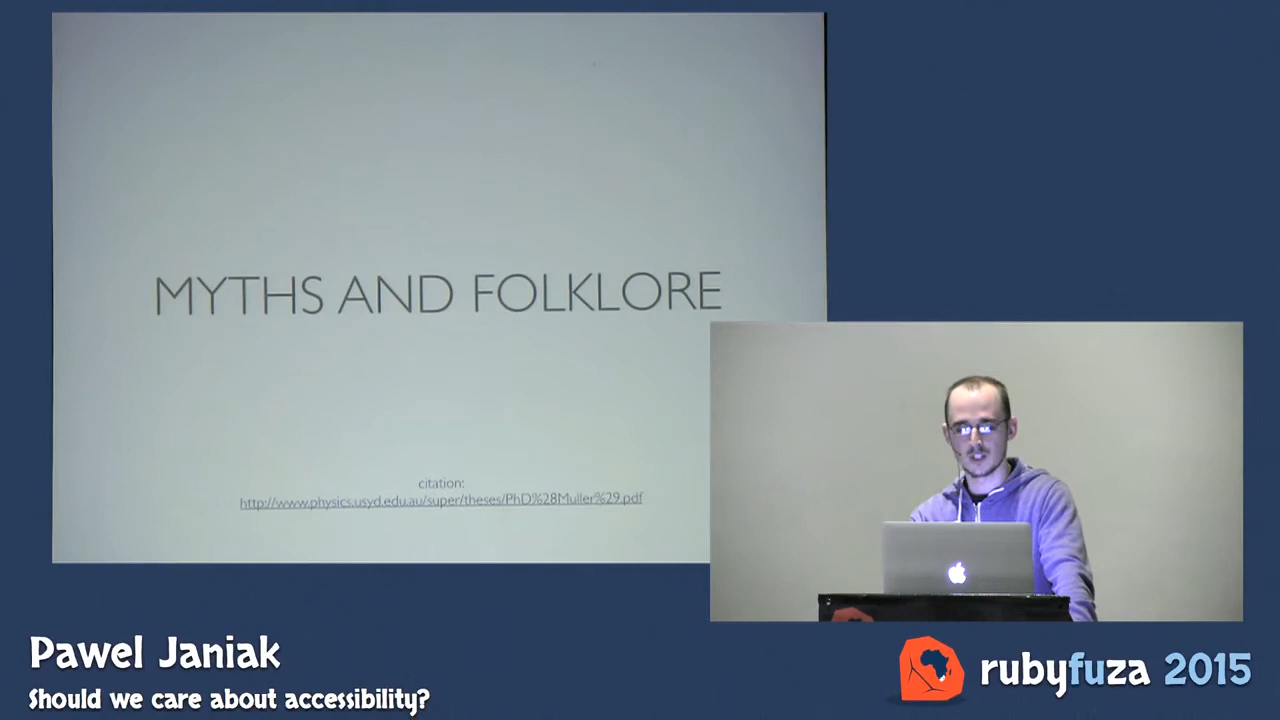 MYTHS AND FOLKLORE
citation:
http://www.physics.usyd.edu.au/super/theses/PhD%28Muller%29.pdf
Pawel Janiak
Should we care about accessibility?
rubyfuza 2015